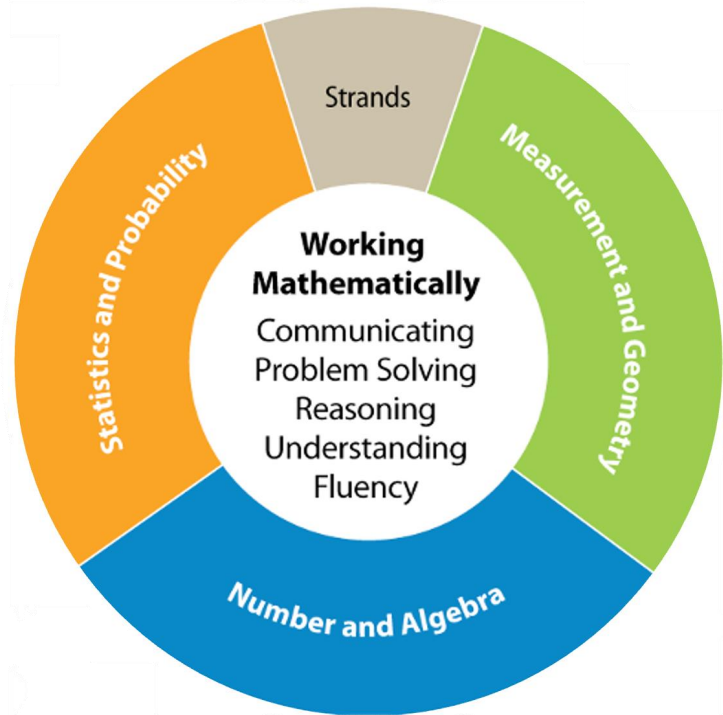 Strands
Measurement and Geometry
Number and Algebra
Statistics and Probability
Working
Mathematically
Communicating
Problem Solving
Reasoning
Understanding
Fluency